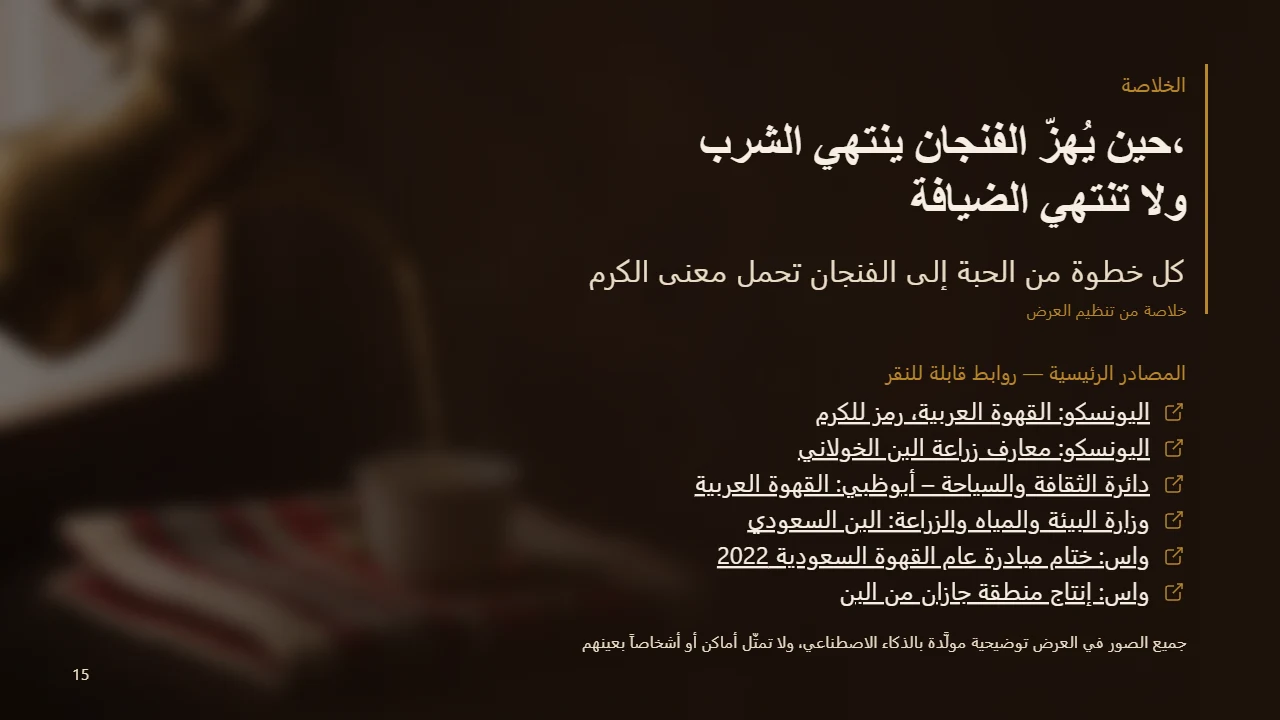 الخلاصة
،حين يُهزّ الفنجان ينتهي الشرب
ولا تنتهي الضيافة
كل خطوة من الحبة إلى الفنجان تحمل معنى الكرم
خلاصة من تنظيم العرض
المصادر الرئيسية — روابط قابلة للنقر
اليونسكو: القهوة العربية، رمز للكرم
اليونسكو: معارف زراعة البن الخولاني
دائرة الثقافة والسياحة – أبوظبي: القهوة العربية
وزارة البيئة والمياه والزراعة: البن السعودي
واس: ختام مبادرة عام القهوة السعودية 2022
واس: إنتاج منطقة جازان من البن
جميع الصور في العرض توضيحية مولَّدة بالذكاء الاصطناعي، ولا تمثّل أماكن أو أشخاصاً بعينهم
15